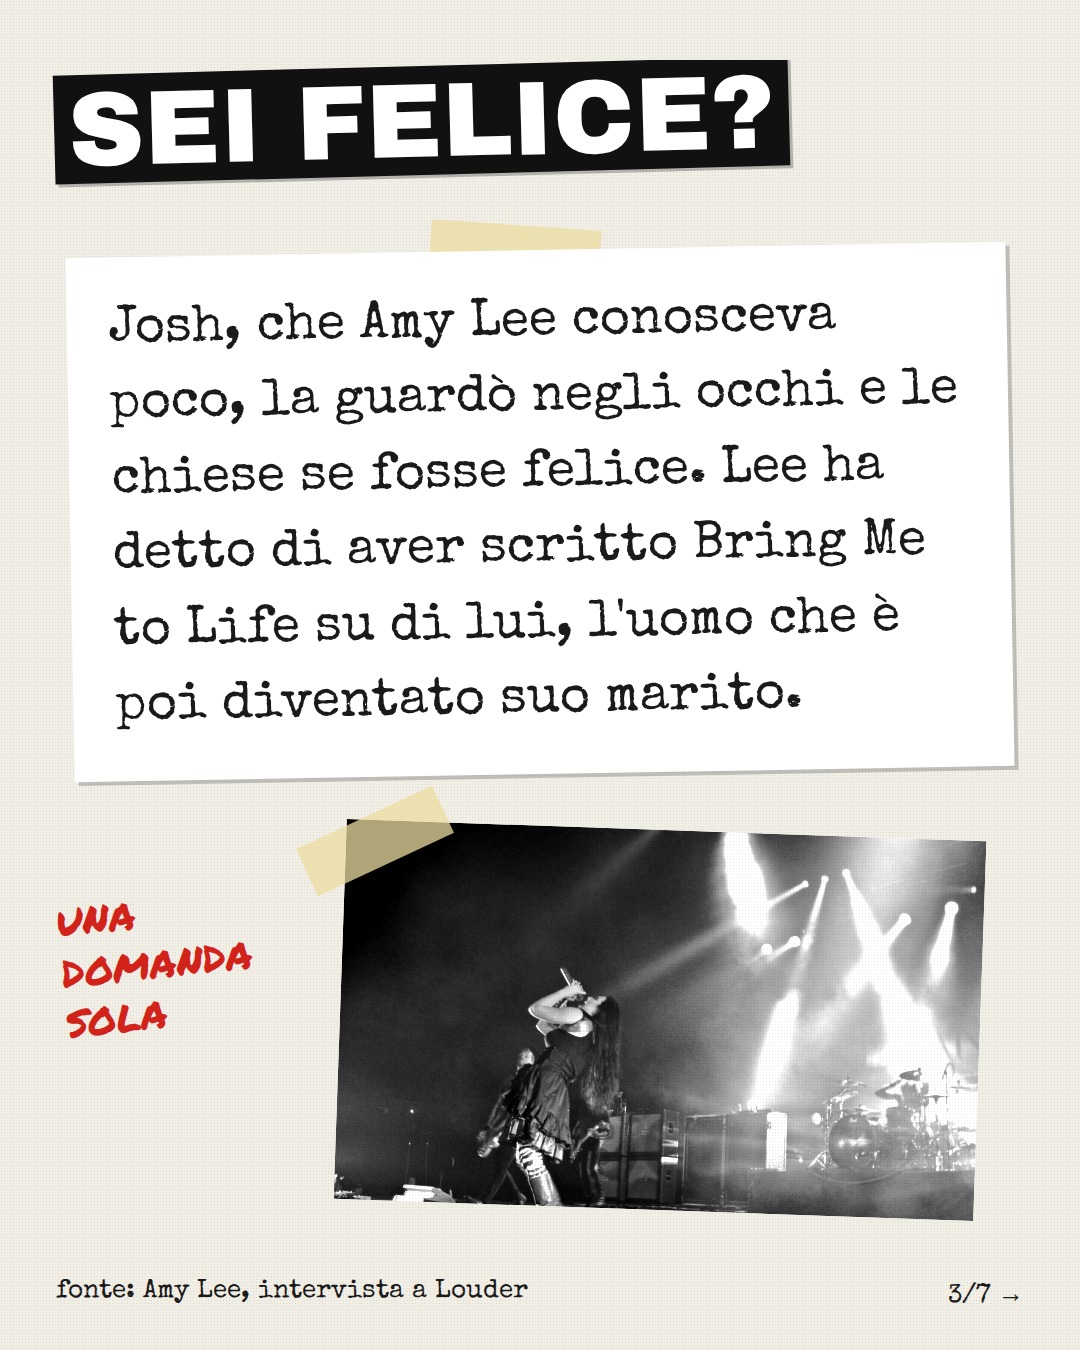 SEI FELICE?
Josh, che Amy Lee conosceva
poco, la guardò negli occhi e le
chiese se fosse felice. Lee ha
detto di aver scritto Bring Me
to Life su di lui, l'uomo che è
poi diventato suo marito.
UNA
DOMANDA
SOLA
fonte: Amy Lee, intervista a Louder
3/7 →